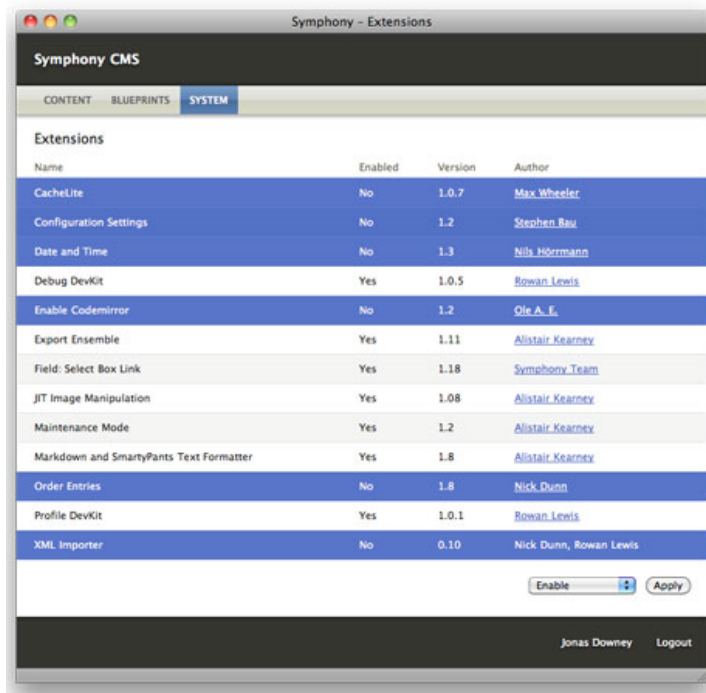 Symphony – Extensions
Symphony CMS
CONTENT BLUEPRINTS SYSTEM
Extensions
Name Enabled Version Author
CacheLite No 1.0.7 Max Wheeler
Configuration Settings No 1.2 Stephen Bau
Date and Time No 1.3 Nils Hörrmann
Debug DevKit Yes 1.0.5 Rowan Lewis
Enable Codemirror No 1.2 Ole A. E.
Export Ensemble Yes 1.11 Alistair Kearney
Field: Select Box Link Yes 1.18 Symphony Team
JIT Image Manipulation Yes 1.08 Alistair Kearney
Maintenance Mode Yes 1.2 Alistair Kearney
Markdown and SmartyPants Text Formatter Yes 1.8 Alistair Kearney
Order Entries No 1.8 Nick Dunn
Profile DevKit Yes 1.0.1 Rowan Lewis
XML Importer No 0.10 Nick Dunn, Rowan Lewis
Enable Apply
Jonas Downey Logout